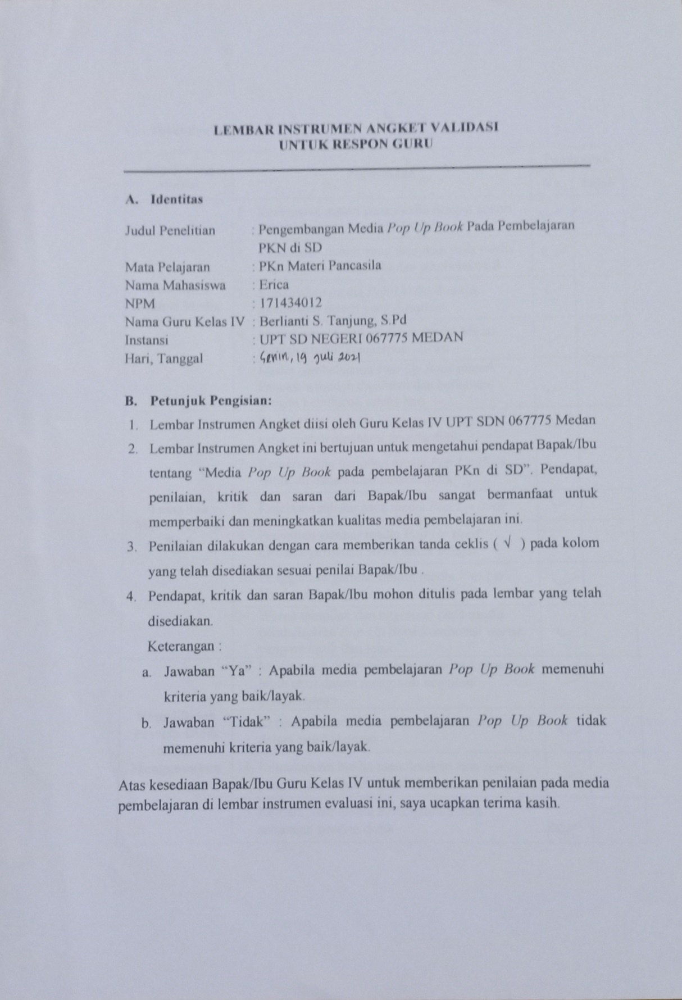 LEMBAR INSTRUMEN ANGKET VALIDASI
UNTUK RESPON GURU
A. Identitas
Judul Penelitian : Pengembangan Media Pop Up Book Pada Pembelajaran
PKN di SD
Mata Pelajaran : PKn Materi Pancasila
Nama Mahasiswa : Erica
NPM : 171434012
Nama Guru Kelas IV : Berlianti S. Tanjung, S.Pd
Instansi : UPT SD NEGERI 067775 MEDAN
Hari, Tanggal : Senin, 19 Juli 2021
B. Petunjuk Pengisian:
1. Lembar Instrumen Angket diisi oleh Guru Kelas IV UPT SDN 067775 Medan
2. Lembar Instrumen Angket ini bertujuan untuk mengetahui pendapat Bapak/Ibu
tentang “Media Pop Up Book pada pembelajaran PKn di SD”. Pendapat,
penilaian, kritik dan saran dari Bapak/Ibu sangat bermanfaat untuk
memperbaiki dan meningkatkan kualitas media pembelajaran ini.
3. Penilaian dilakukan dengan cara memberikan tanda ceklis ( √ ) pada kolom
yang telah disediakan sesuai penilai Bapak/Ibu .
4. Pendapat, kritik dan saran Bapak/Ibu mohon ditulis pada lembar yang telah
disediakan.
Keterangan :
a. Jawaban “Ya” : Apabila media pembelajaran Pop Up Book memenuhi
kriteria yang baik/layak.
b. Jawaban “Tidak” : Apabila media pembelajaran Pop Up Book tidak
memenuhi kriteria yang baik/layak.
Atas kesediaan Bapak/Ibu Guru Kelas IV untuk memberikan penilaian pada media
pembelajaran di lembar instrumen evaluasi ini, saya ucapkan terima kasih.